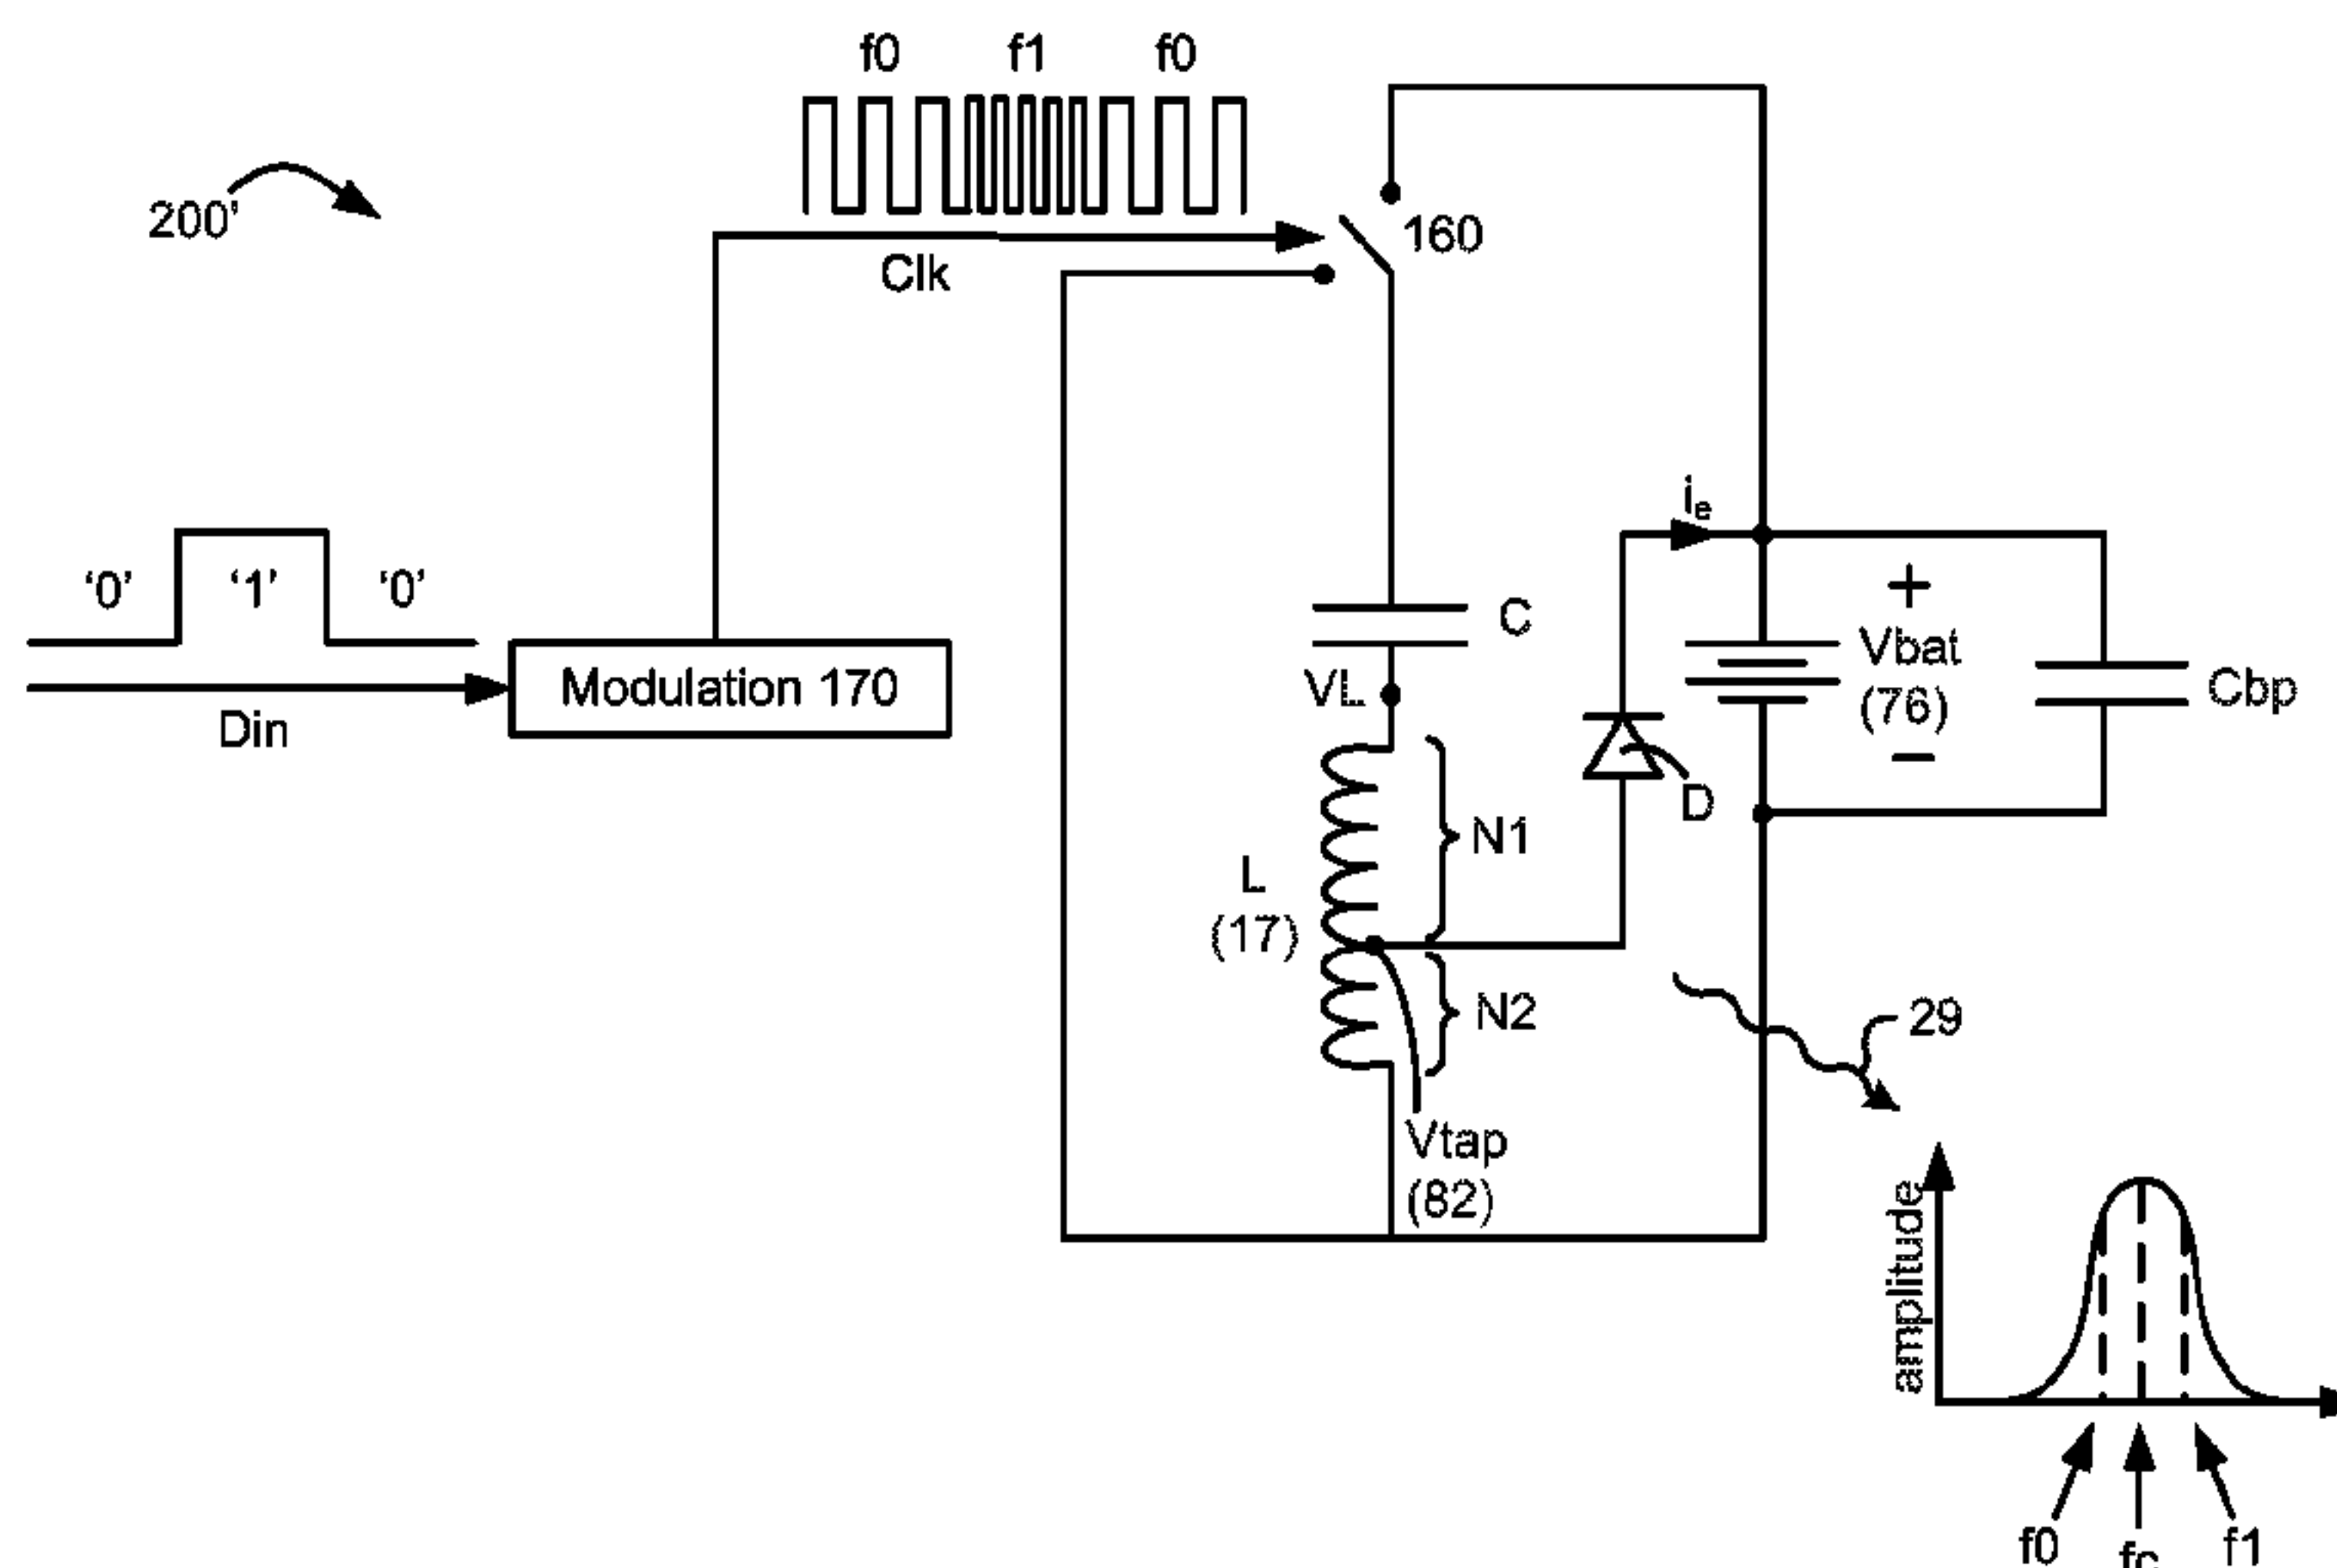 f0 f1 f0
200'
160
Clk
i_e
'0' '1' '0'
+
Vbat
(76)
−
C
Cbp
Modulation 170
VL
Din
D
N1
L
(17)
N2
29
Vtap
(82)
amplitude
f0 fc f1